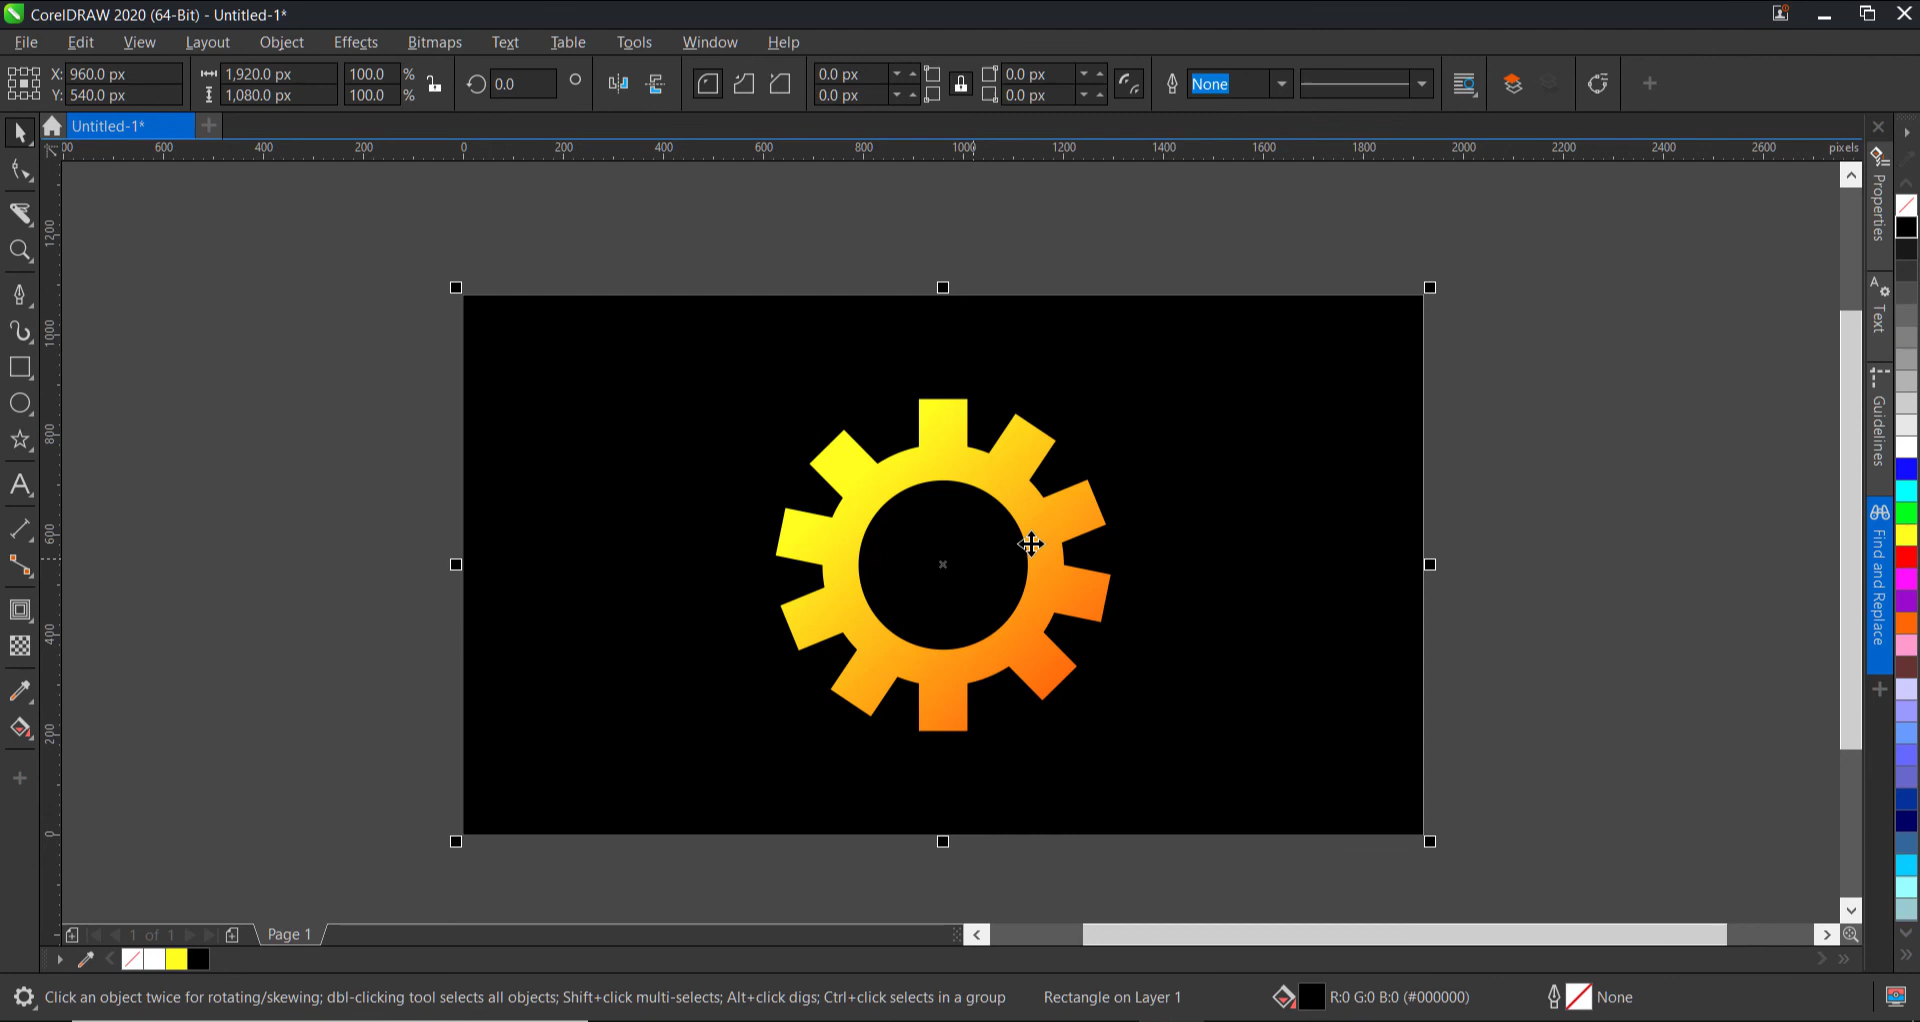 CorelDRAW 2020 (64-Bit) - Untitled-1*
File Edit View Layout Object Effects Bitmaps Text Table Tools Window Help
X: 960.0 px 1,920.0 px 100.0 % 0.0 0.0 px 0.0 px None
Y: 540.0 px 1,080.0 px 100.0 % 0.0 px 0.0 px
Untitled-1*
00 600 400 200 0 200 400 600 800 1000 1200 1400 1600 1800 2000 2200 2400 2600 pixels
1200
1000
800
600
400
200
0
Properties
Text
Guidelines
Find and Replace
1 of 1 Page 1
Click an object twice for rotating/skewing; dbl-clicking tool selects all objects; Shift+click multi-selects; Alt+click digs; Ctrl+click selects in a group Rectangle on Layer 1 R:0 G:0 B:0 (#000000) None